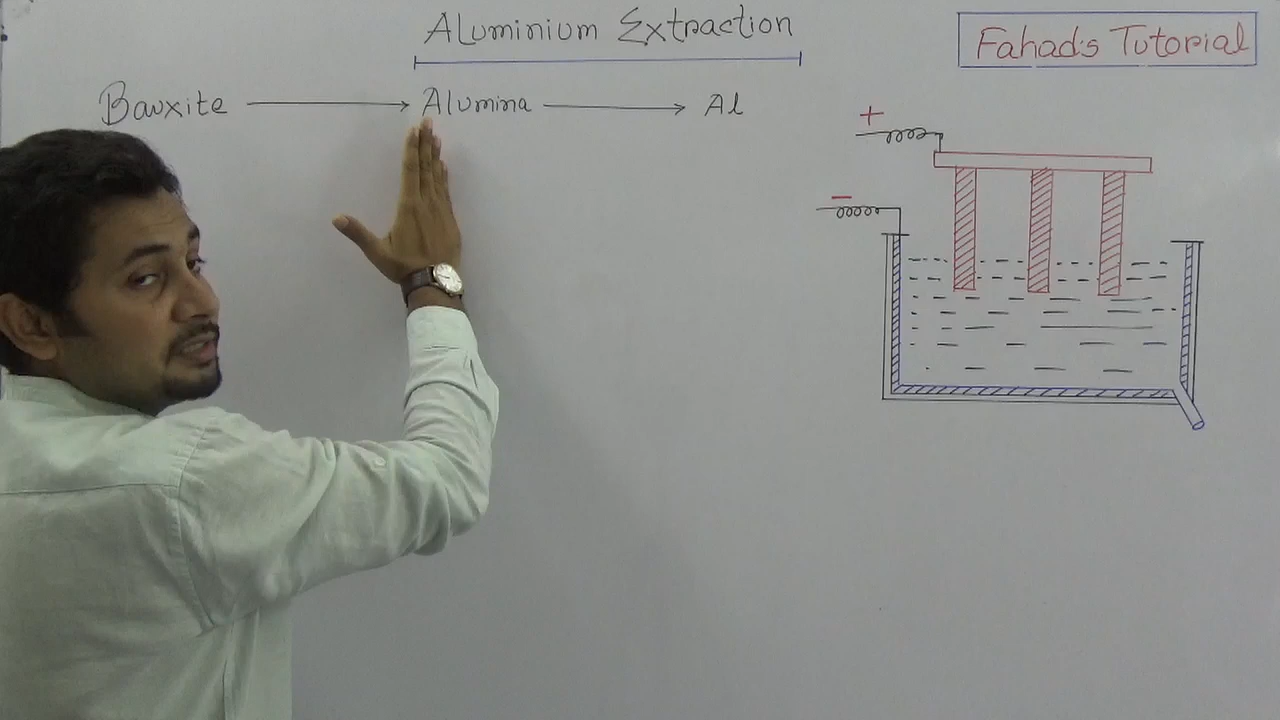 Aluminium Extraction
Fahad's Tutorial
Bauxite → Alumina → Al
+
−